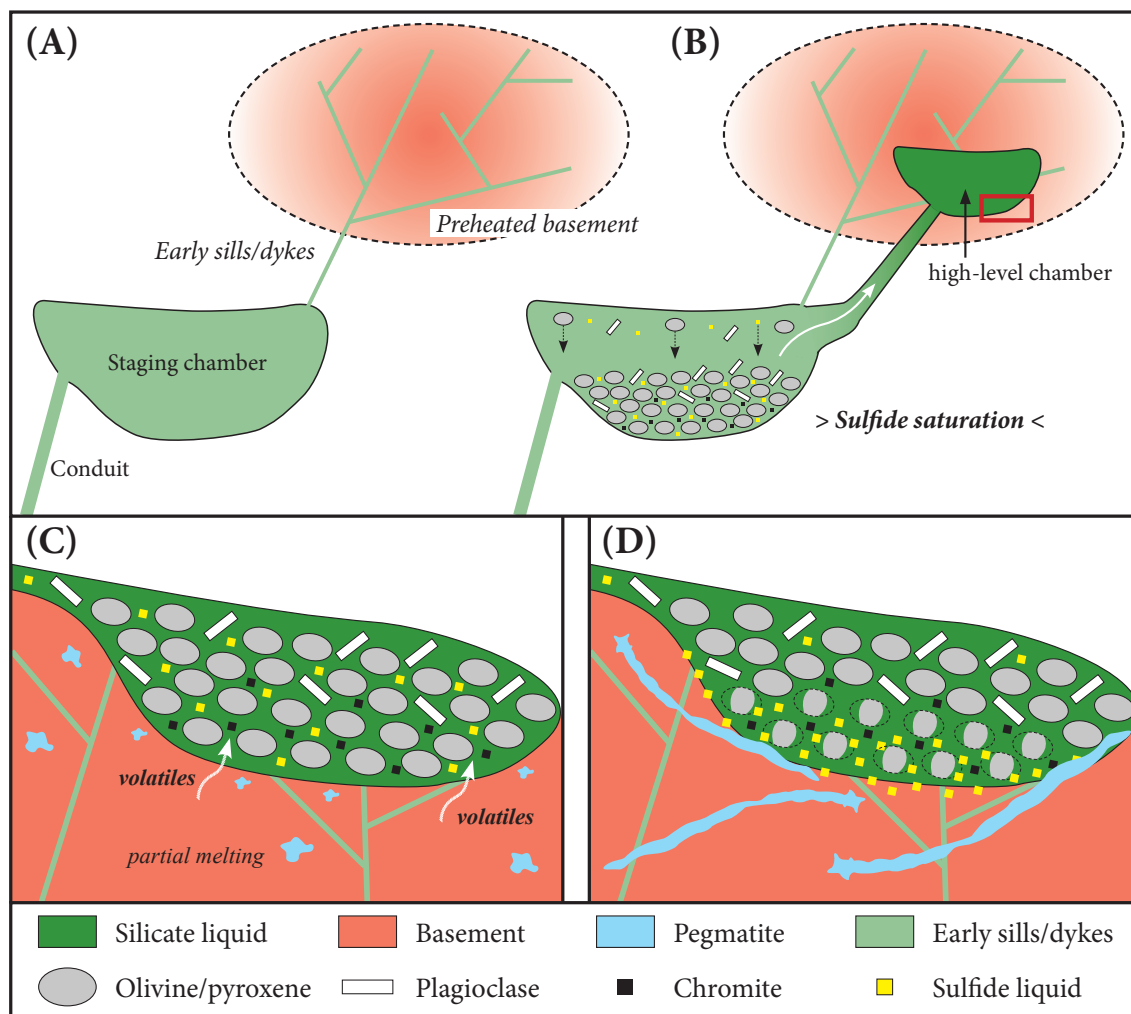 (A)
(B)
Preheated basement
Early sills/dykes
high-level chamber
Staging chamber
> Sulfide saturation <
Conduit
(C)
(D)
volatiles
volatiles
partial melting
Silicate liquid
Basement
Pegmatite
Early sills/dykes
Olivine/pyroxene
Plagioclase
Chromite
Sulfide liquid